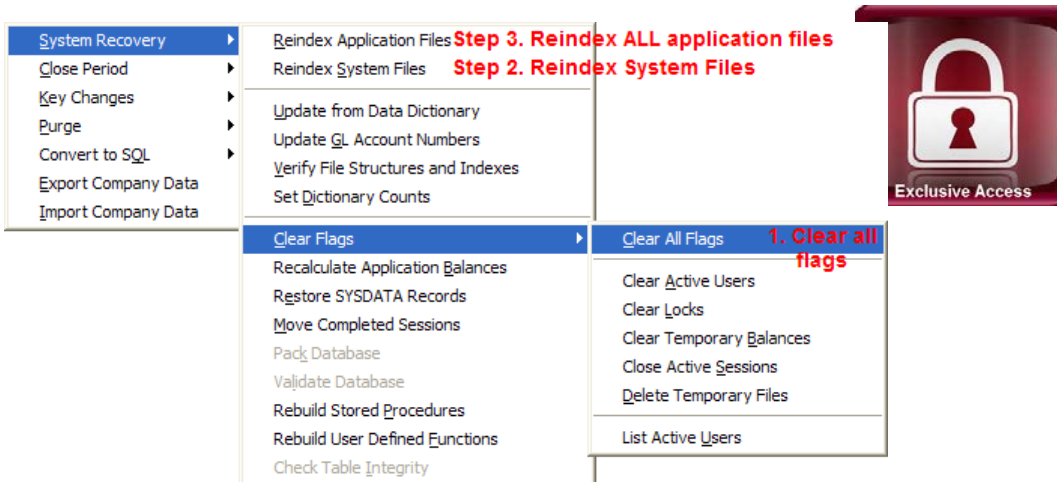 System Recovery
Close Period
Key Changes
Purge
Convert to SQL
Export Company Data
Import Company Data
Reindex Application Files Step 3. Reindex ALL application files
Reindex System Files Step 2. Reindex System Files
Update from Data Dictionary
Update GL Account Numbers
Verify File Structures and Indexes
Set Dictionary Counts
Clear Flags
Recalculate Application Balances
Restore SYSDATA Records
Move Completed Sessions
Pack Database
Validate Database
Rebuild Stored Procedures
Rebuild User Defined Functions
Check Table Integrity
Clear All Flags 1. Clear all
flags
Clear Active Users
Clear Locks
Clear Temporary Balances
Close Active Sessions
Delete Temporary Files
List Active Users
Exclusive Access